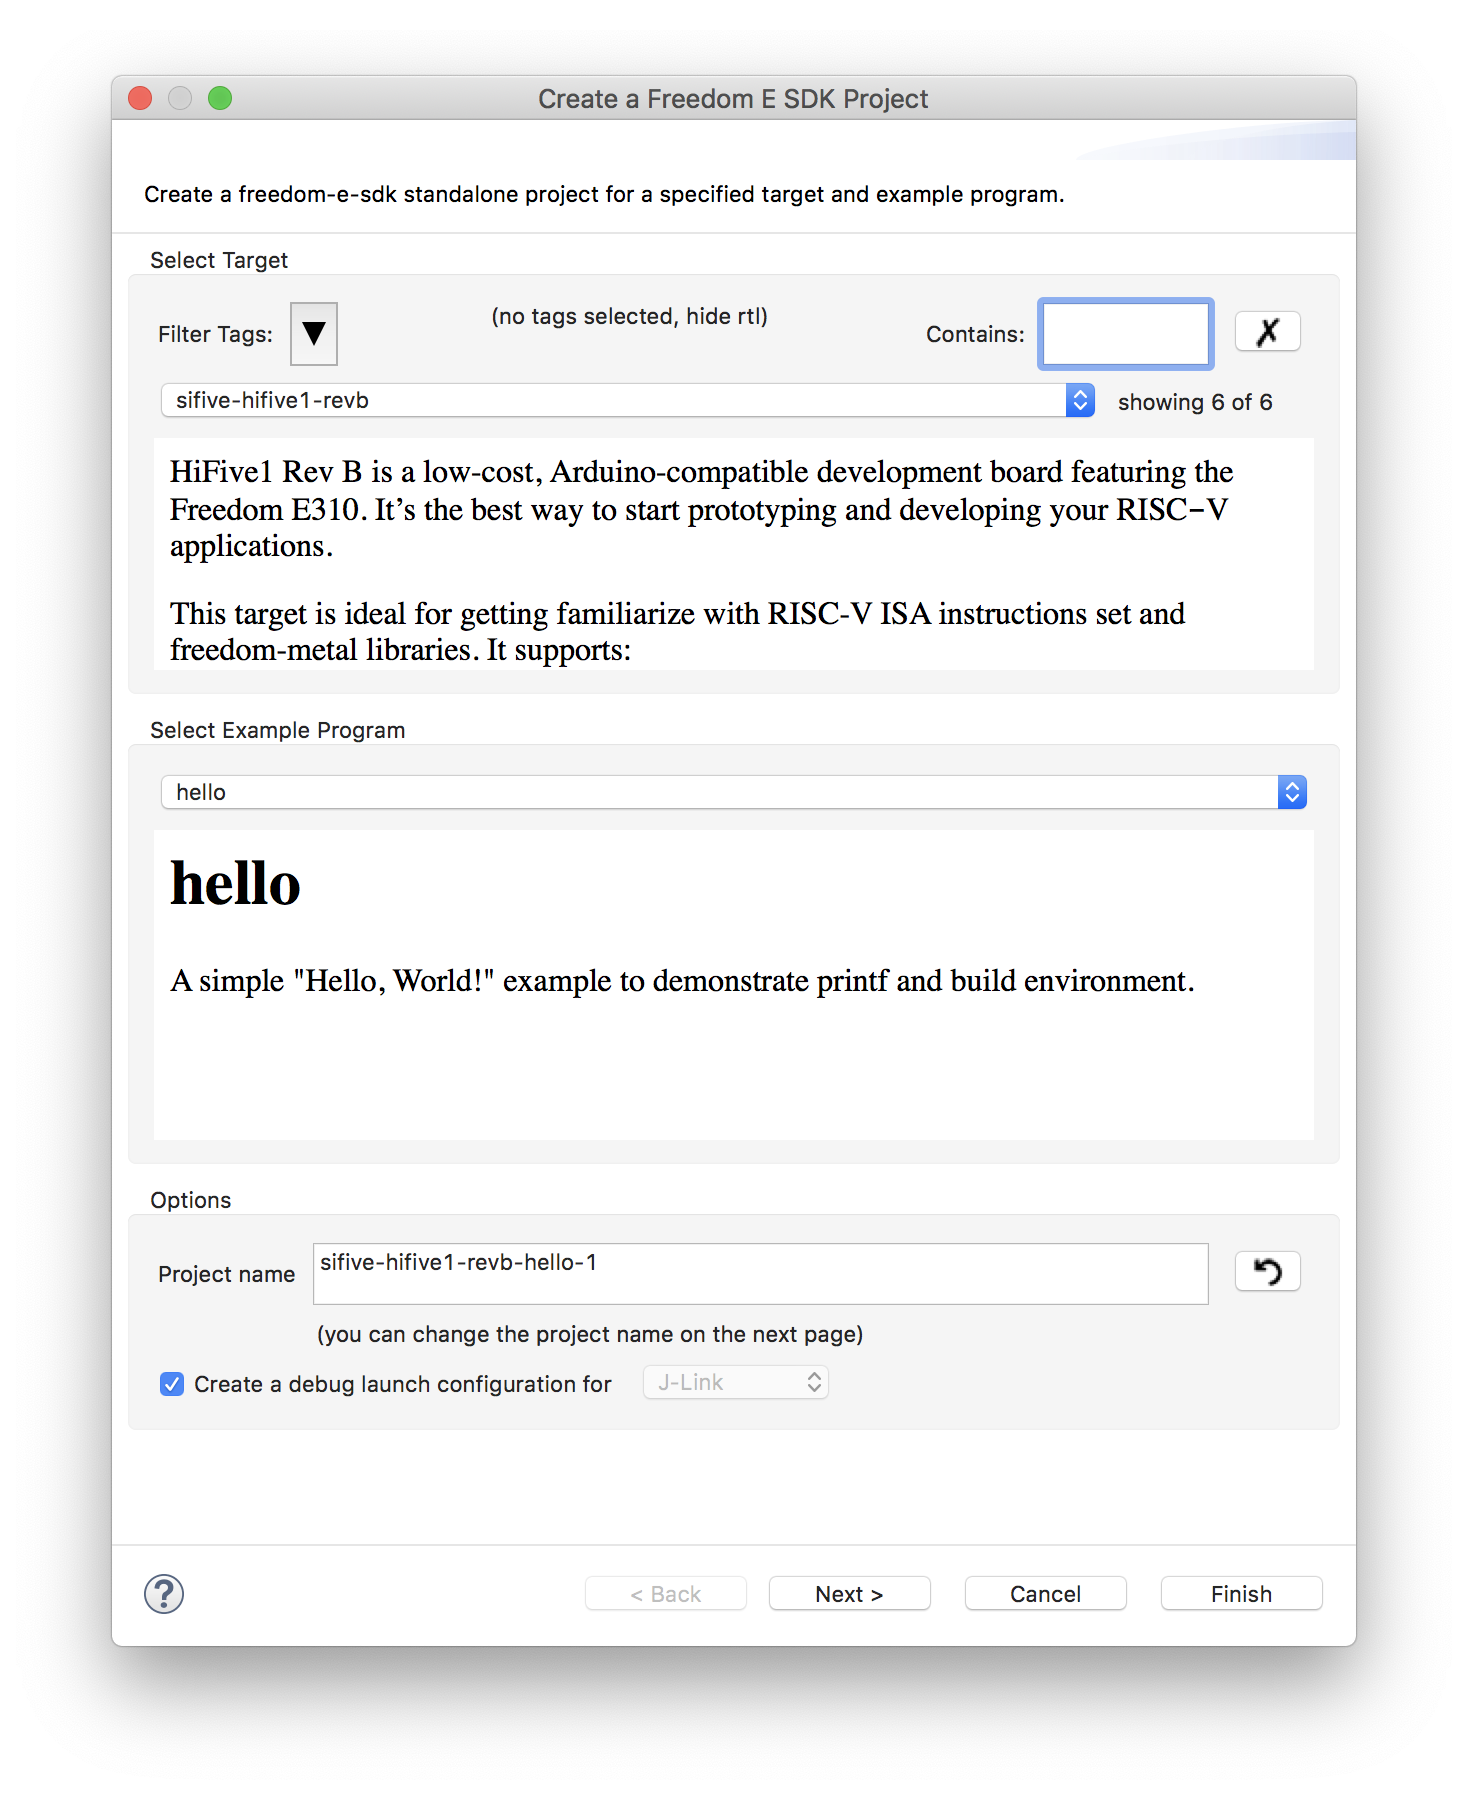 Create a Freedom E SDK Project
Create a freedom-e-sdk standalone project for a specified target and example program.
Select Target
Filter Tags:
(no tags selected, hide rtl)
Contains:
sifive-hifive1-revb
showing 6 of 6
HiFive1 Rev B is a low-cost, Arduino-compatible development board featuring the
Freedom E310. It’s the best way to start prototyping and developing your RISC–V
applications.
This target is ideal for getting familiarize with RISC-V ISA instructions set and
freedom-metal libraries. It supports:
Select Example Program
hello
hello
A simple "Hello, World!" example to demonstrate printf and build environment.
Options
Project name
sifive-hifive1-revb-hello-1
(you can change the project name on the next page)
Create a debug launch configuration for
J-Link
?
< Back
Next >
Cancel
Finish